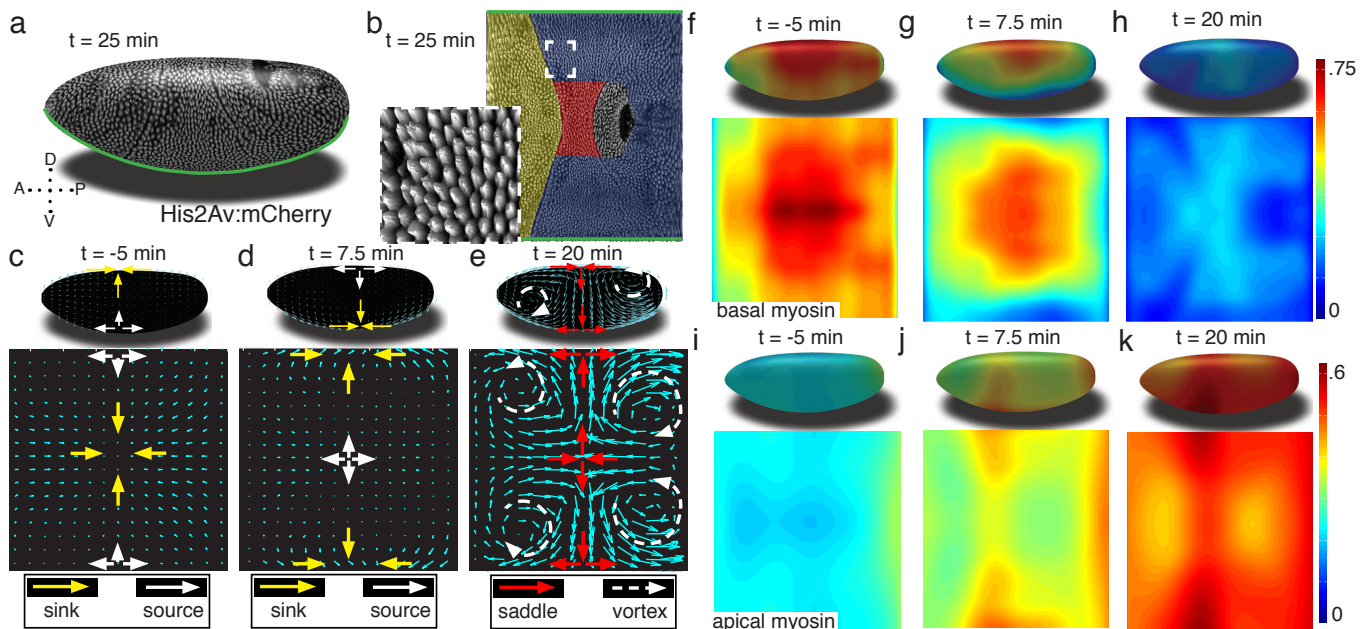 a
t = 25 min
D
A
P
V
His2Av:mCherry
b
t = 25 min
c
t = -5 min
d
t = 7.5 min
e
t = 20 min
sink
source
sink
source
saddle
vortex
f
t = -5 min
g
t = 7.5 min
h
t = 20 min
.75
0
basal myosin
i
t = -5 min
j
t = 7.5 min
k
t = 20 min
.6
0
apical myosin